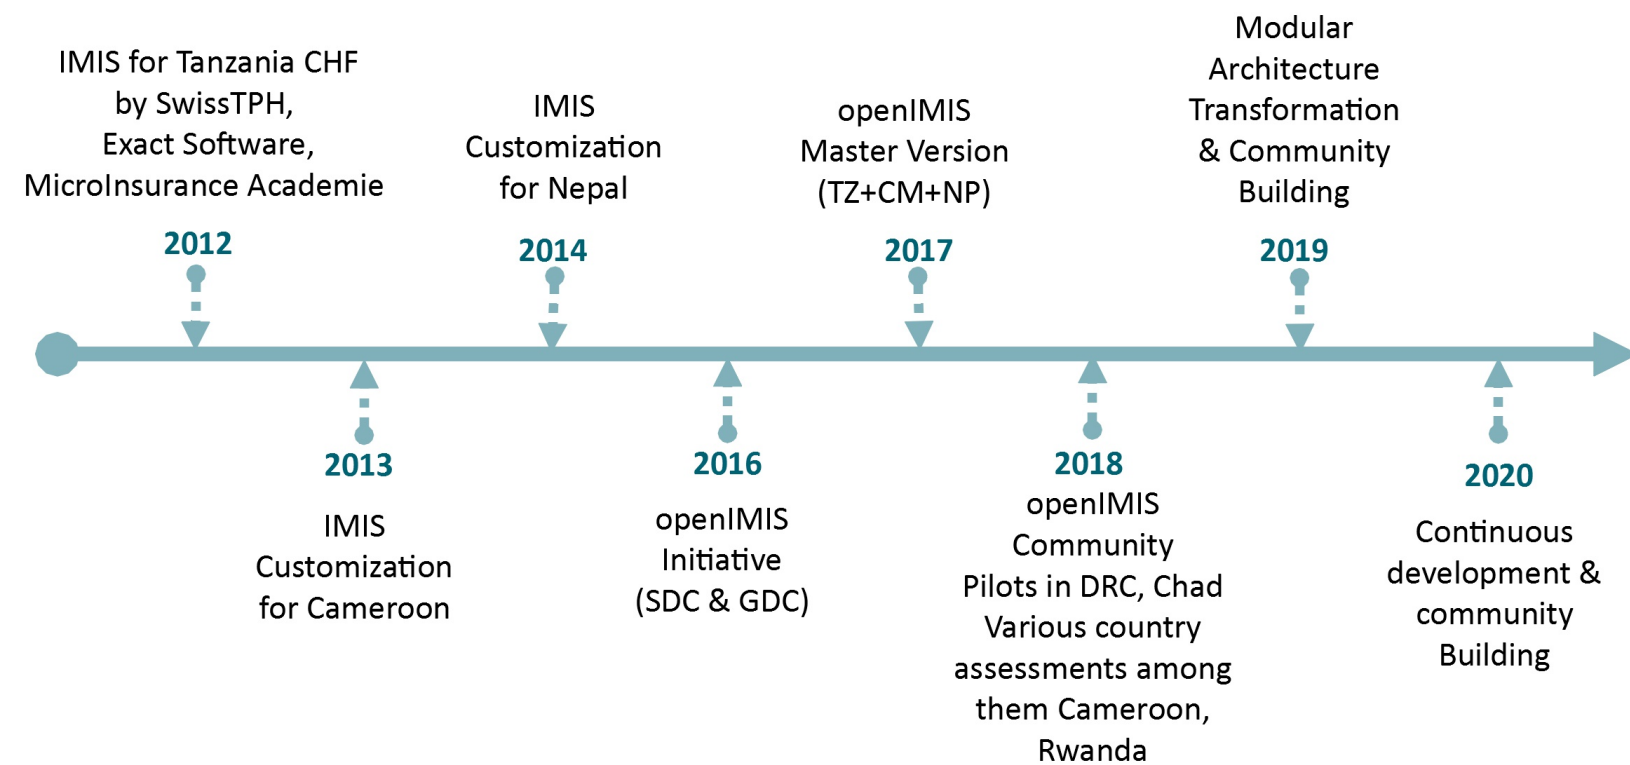 IMIS for Tanzania CHF
by SwissTPH,
Exact Software,
MicroInsurance Academie
2012
2013
IMIS
Customization
for Cameroon
IMIS
Customization
for Nepal
2014
2016
openIMIS
Initiative
(SDC & GDC)
openIMIS
Master Version
(TZ+CM+NP)
2017
2018
openIMIS
Community
Pilots in DRC, Chad
Various country
assessments among
them Cameroon,
Rwanda
Modular
Architecture
Transformation
& Community
Building
2019
2020
Continuous
development &
community
Building